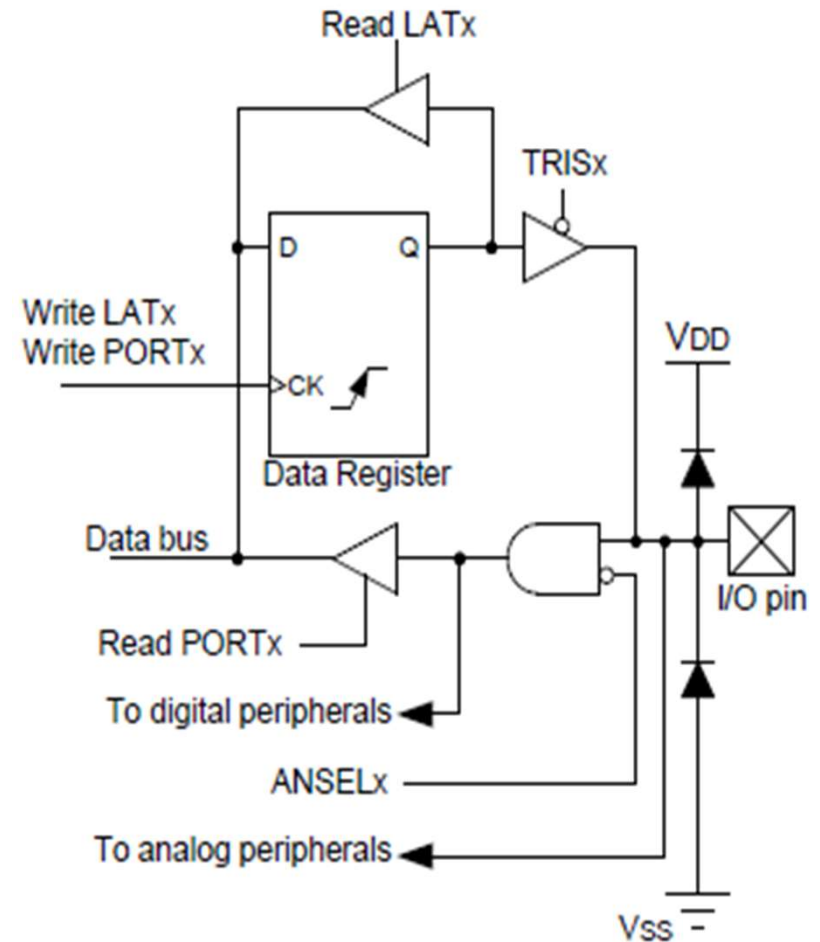 Read LATx
TRISx
D
Q
Write LATx
Write PORTx
VDD
CK
Data Register
Data bus
I/O pin
Read PORTx
To digital peripherals
ANSELx
To analog peripherals
VSS